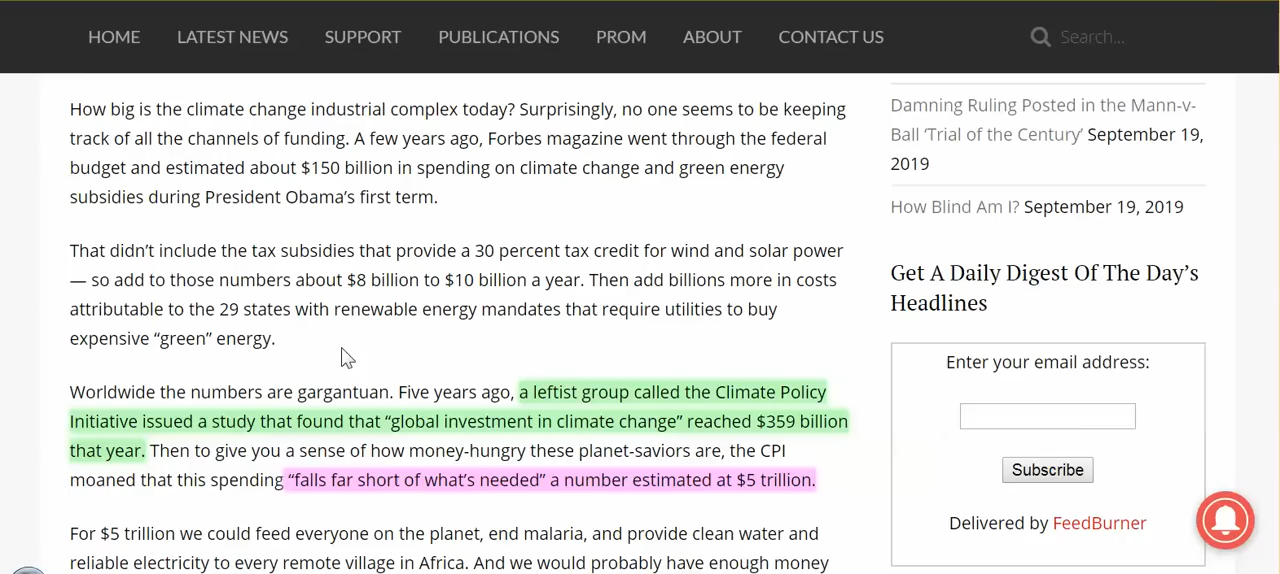 HOME LATEST NEWS SUPPORT PUBLICATIONS PROM ABOUT CONTACT US Search...
How big is the climate change industrial complex today? Surprisingly, no one seems to be keeping
track of all the channels of funding. A few years ago, Forbes magazine went through the federal
budget and estimated about $150 billion in spending on climate change and green energy
subsidies during President Obama’s first term.
That didn’t include the tax subsidies that provide a 30 percent tax credit for wind and solar power
— so add to those numbers about $8 billion to $10 billion a year. Then add billions more in costs
attributable to the 29 states with renewable energy mandates that require utilities to buy
expensive “green” energy.
Worldwide the numbers are gargantuan. Five years ago, a leftist group called the Climate Policy
Initiative issued a study that found that “global investment in climate change” reached $359 billion
that year. Then to give you a sense of how money-hungry these planet-saviors are, the CPI
moaned that this spending “falls far short of what’s needed” a number estimated at $5 trillion.
For $5 trillion we could feed everyone on the planet, end malaria, and provide clean water and
reliable electricity to every remote village in Africa. And we would probably have enough money
Damning Ruling Posted in the Mann-v-
Ball ‘Trial of the Century’ September 19,
2019
How Blind Am I? September 19, 2019
Get A Daily Digest Of The Day’s
Headlines
Enter your email address:
Subscribe
Delivered by FeedBurner